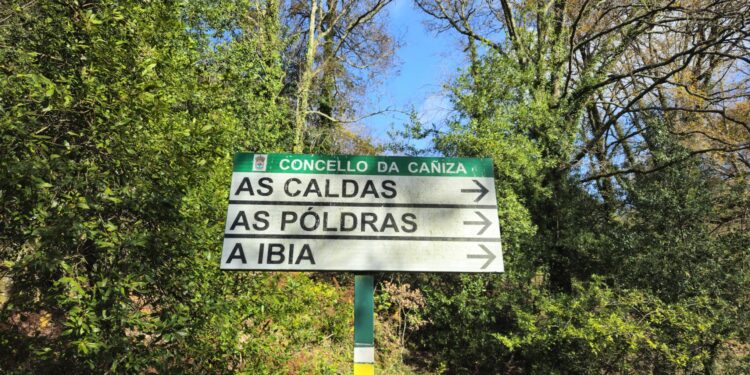 CONCELLO DA CAÑIZA
AS CALDAS →
AS PÓLDRAS →
A IBIA →